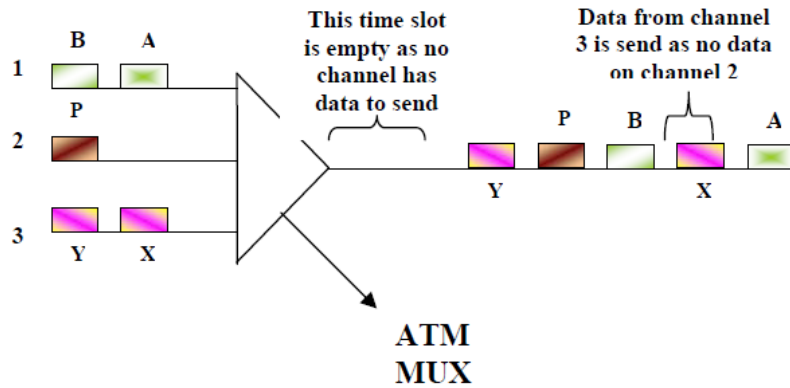 This time slot
is empty as no
channel has
data to send
Data from channel
3 is send as no data
on channel 2
B A
1
P
2
3
Y X
P B A
Y X
ATM
MUX